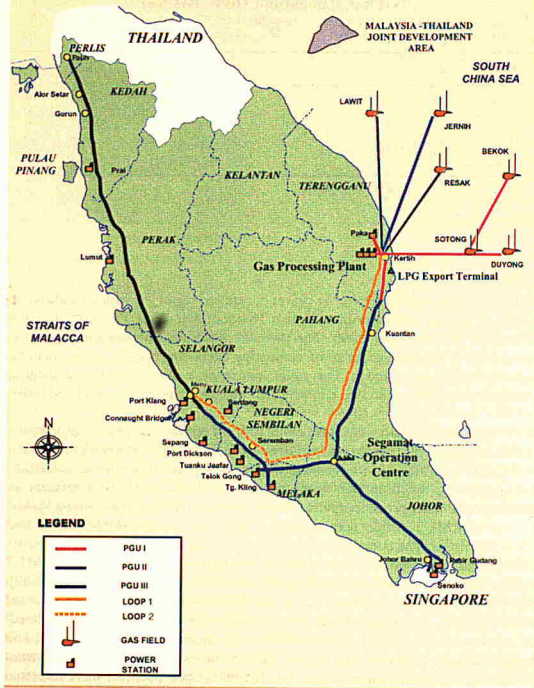 THAILAND
MALAYSIA -THAILAND
JOINT DEVELOPMENT
AREA
SOUTH
CHINA SEA
PERLIS
Pauh
KEDAH
Alor Setar
Gurun
PULAU
PINANG
Prai
KELANTAN
TERENGGANU
LAWIT
JERNIH
RESAK
BEKOK
SOTONG
DUYONG
Paka
Kertih
Gas Processing Plant
LPG Export Terminal
PERAK
Lumut
PAHANG
Kuantan
STRAITS OF
MALACCA
SELANGOR
Meru
KUALA LUMPUR
Port Klang
Serdang
Connaught Bridge
NEGERI
SEMBILAN
Seremban
Sepang
Port Dickson
Tuanku Jaafar
Telok Gong
Tg. Kling
MELAKA
Segamat
Operation
Centre
JOHOR
Johor Bahru
Pasir Gudang
Senoko
SINGAPORE
N
LEGEND
PGU I
PGU II
PGU III
LOOP 1
LOOP 2
GAS FIELD
POWER
STATION